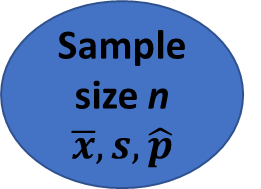 Sample
size n
x̅, s, p̂